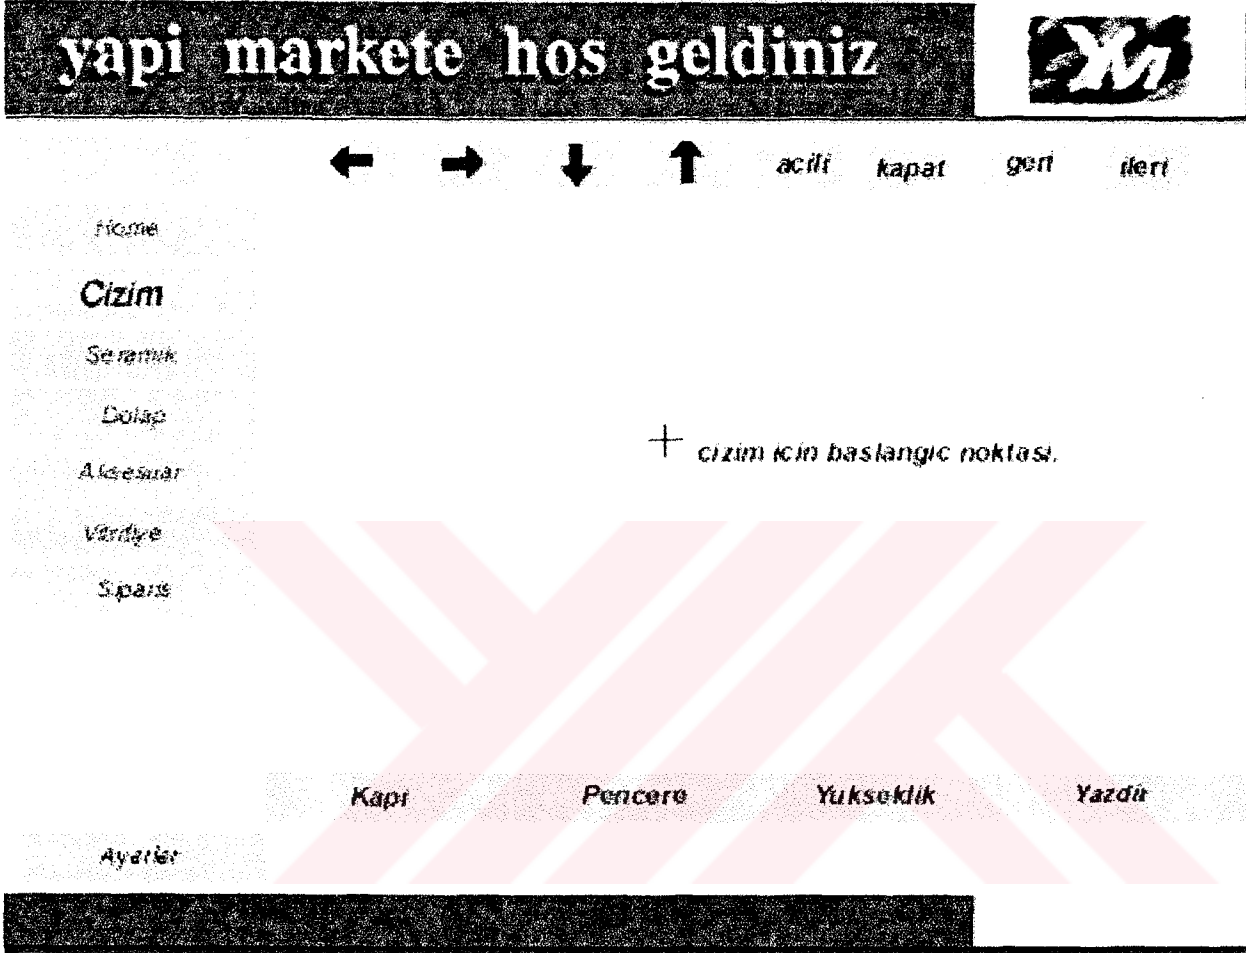 yapi markete hos geldiniz
YM
acili kapat geri ileri
Home
Cizim
Seramik
Dolap
Aksesuar
cizim icin baslangic noktasi.
Vitrifiye
Siparis
Kapi Pencere Yukseklik Yazdir
Ayarlar